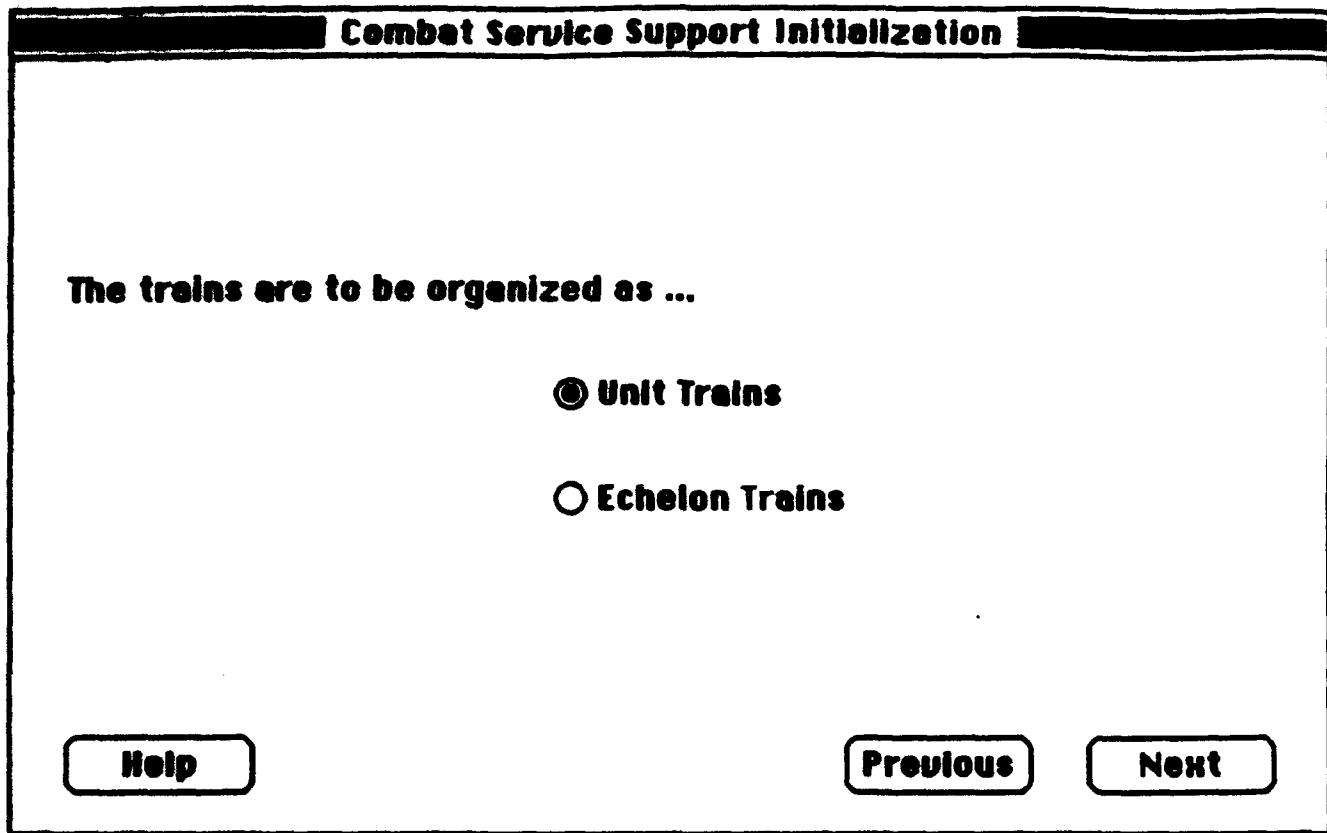 Combat Service Support Initialization
The trains are to be organized as ...
Unit Trains
Echelon Trains
Help
Previous
Next